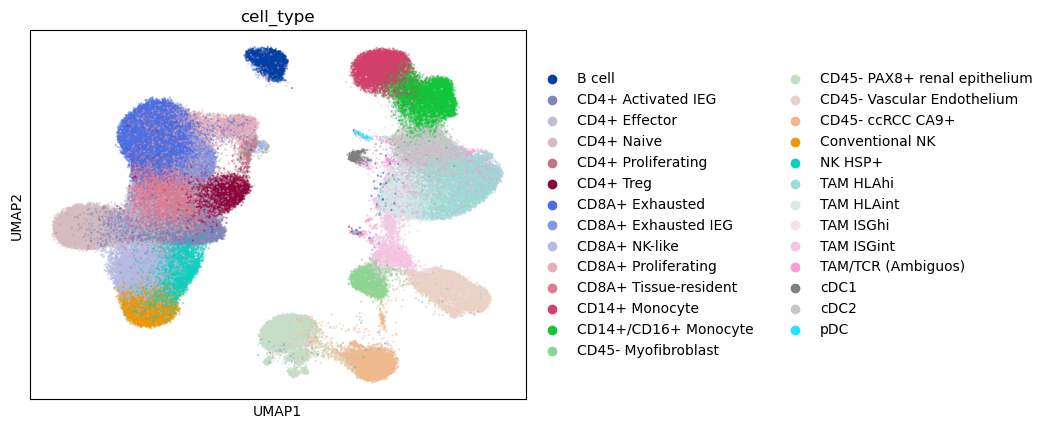 cell_type
UMAP2
UMAP1
B cell
CD4+ Activated IEG
CD4+ Effector
CD4+ Naive
CD4+ Proliferating
CD4+ Treg
CD8A+ Exhausted
CD8A+ Exhausted IEG
CD8A+ NK-like
CD8A+ Proliferating
CD8A+ Tissue-resident
CD14+ Monocyte
CD14+/CD16+ Monocyte
CD45- Myofibroblast
CD45- PAX8+ renal epithelium
CD45- Vascular Endothelium
CD45- ccRCC CA9+
Conventional NK
NK HSP+
TAM HLAhi
TAM HLAint
TAM ISGhi
TAM ISGint
TAM/TCR (Ambiguos)
cDC1
cDC2
pDC